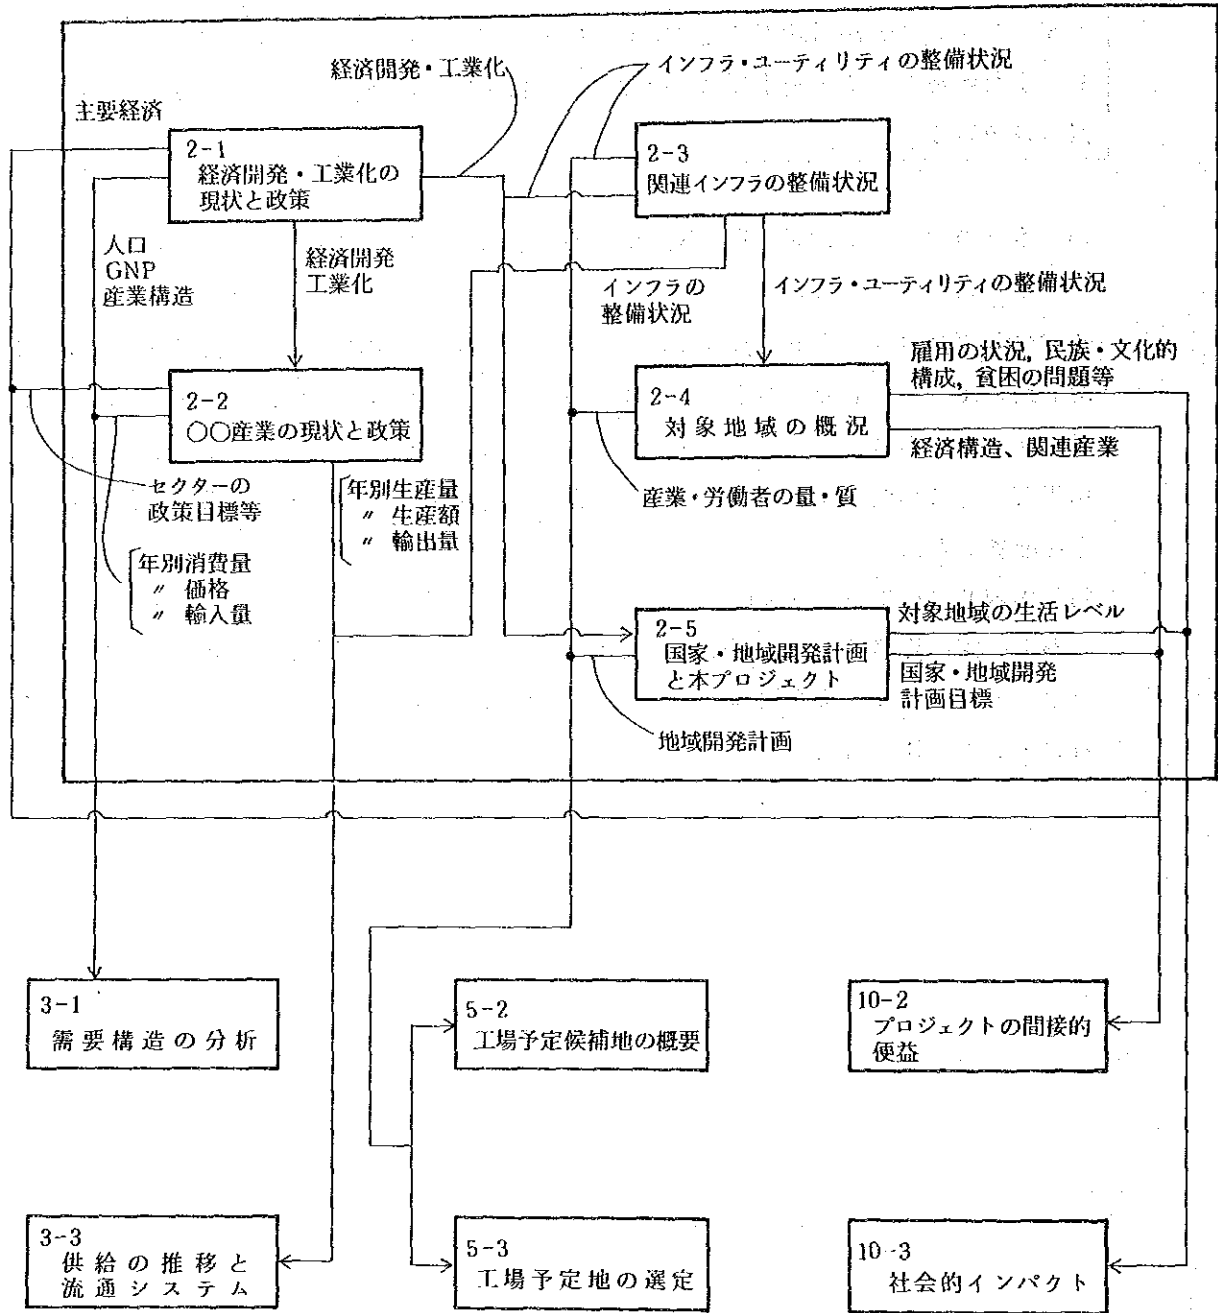 経済開発・工業化
インフラ・ユーティリティの整備状況
主要経済
2-1
経済開発・工業化の
現状と政策
2-3
関連インフラの整備状況
人口
GNP
産業構造
経済開発
工業化
インフラの
整備状況
インフラ・ユーティリティの整備状況
雇用の状況, 民族・文化的
構成, 貧困の問題等
2-2
〇〇産業の現状と政策
2-4
対象地域の概況
経済構造、関連産業
セクターの
政策目標等
年別生産量
〃 生産額
〃 輸出量
産業・労働者の量・質
年別消費量
〃 価格
〃 輸入量
2-5
国家・地域開発計画
と本プロジェクト
対象地域の生活レベル
国家・地域開発
計画目標
地域開発計画
3-1
需要構造の分析
5-2
工場予定候補地の概要
10-2
プロジェクトの間接的
便益
3-3
供給の推移と
流通システム
5-3
工場予定地の選定
10-3
社会的インパクト